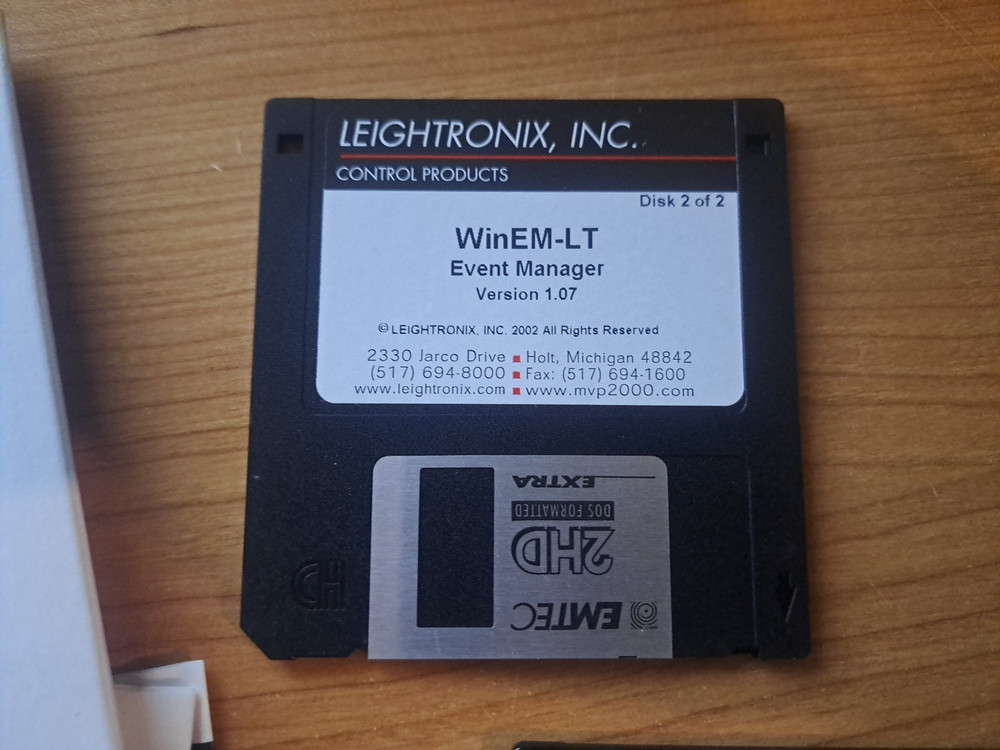 LEIGHTRONIX, INC.
CONTROL PRODUCTS
Disk 2 of 2
WinEM-LT
Event Manager
Version 1.07
© LEIGHTRONIX, INC. 2002 All Rights Reserved
2330 Jarco Drive ■ Holt, Michigan 48842
(517) 694-8000 ■ Fax: (517) 694-1600
www.leightronix.com ■ www.mvp2000.com
EXTRA
DOS FORMATTED
2HD
EMTEC
HD